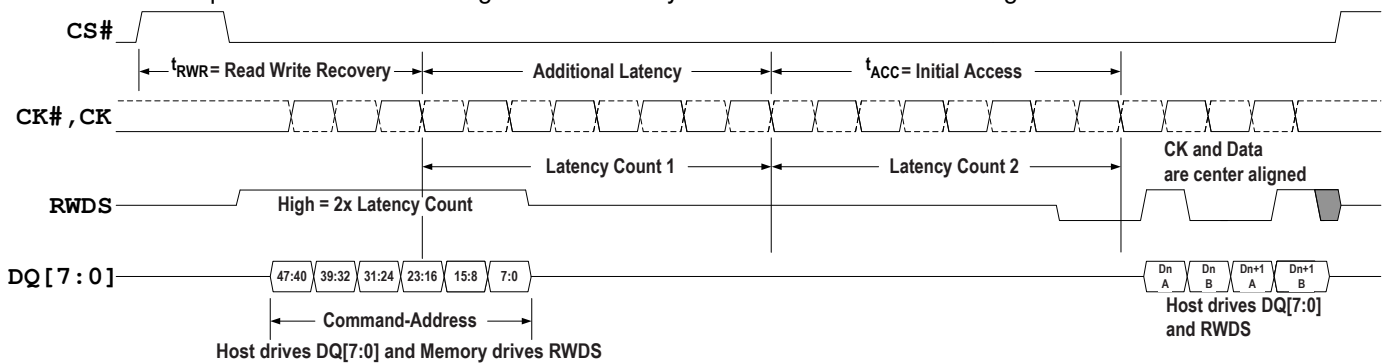 CS#
tRWR= Read Write Recovery
Additional Latency
tACC= Initial Access
CK#,CK
Latency Count 1
Latency Count 2
CK and Data
are center aligned
RWDS
High = 2x Latency Count
DQ[7:0]
47:40 39:32 31:24 23:16 15:8 7:0
Dn A
Dn B
Dn+1 A
Dn+1 B
Command-Address
Host drives DQ[7:0]
and RWDS
Host drives DQ[7:0] and Memory drives RWDS